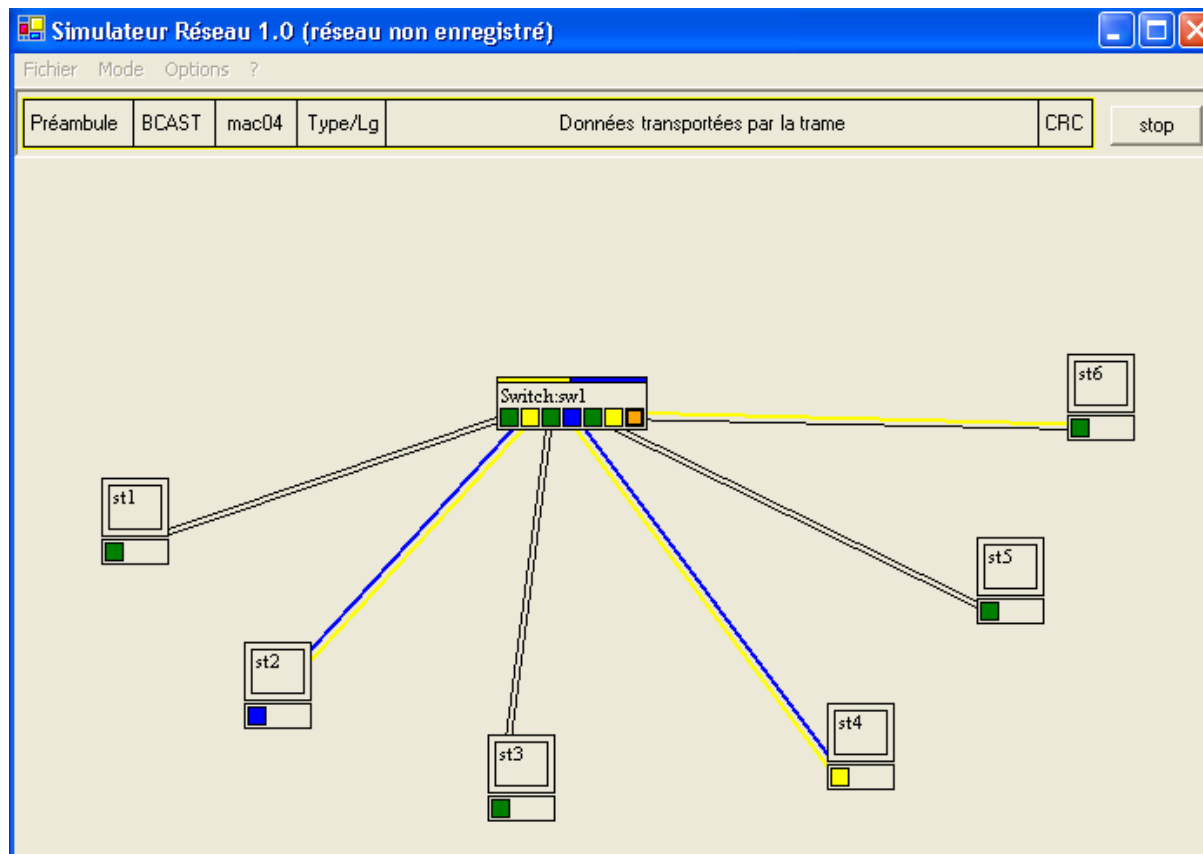 Simulateur Réseau 1.0 (réseau non enregistré)
Fichier Mode Options ?
Préambule BCAST mac04 Type/Lg Données transportées par la trame CRC stop
Switch:sw1
st6
st1
st5
st2
st4
st3